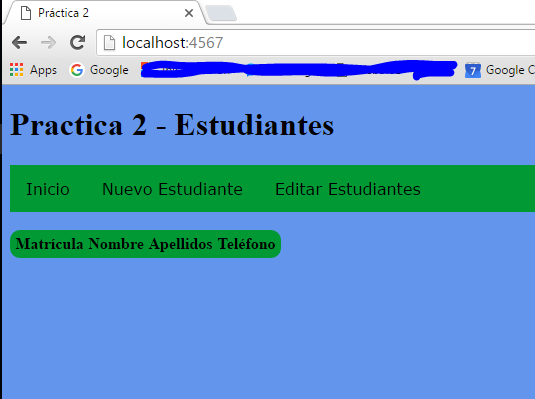 Práctica 2
localhost:4567
Apps Google 7 Google C
Practica 2 - Estudiantes
Inicio Nuevo Estudiante Editar Estudiantes
Matrícula Nombre Apellidos Teléfono